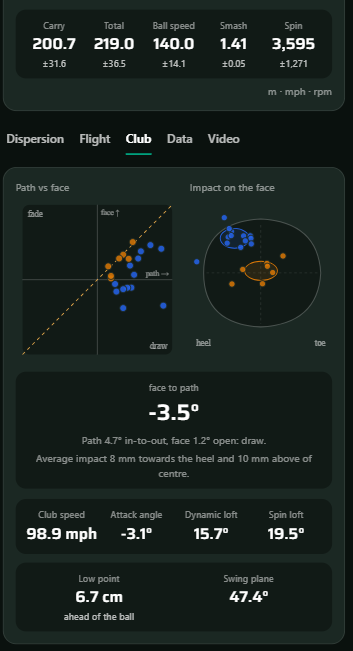 Carry Total Ball speed Smash Spin
200.7 219.0 140.0 1.41 3,595
±31.6 ±36.5 ±14.1 ±0.05 ±1,271
m · mph · rpm
Dispersion Flight Club Data Video
Path vs face Impact on the face
fade face ↑
path →
draw
heel toe
face to path
-3.5°
Path 4.7° in-to-out, face 1.2° open: draw.
Average impact 8 mm towards the heel and 10 mm above of
centre.
Club speed Attack angle Dynamic loft Spin loft
98.9 mph -3.1° 15.7° 19.5°
Low point Swing plane
6.7 cm 47.4°
ahead of the ball